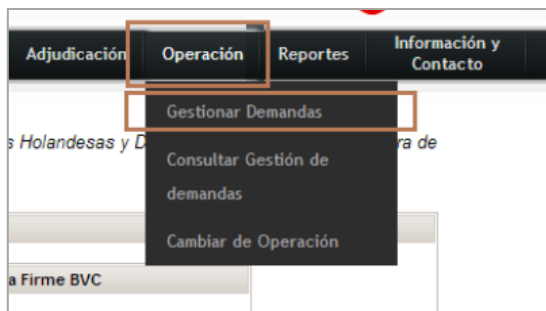 Adjudicación Operación Reportes Información y
Contacto
Gestionar Demandas
s Holandesas y D ra de
Consultar Gestión de
demandas
Cambiar de Operación
a Firme BVC